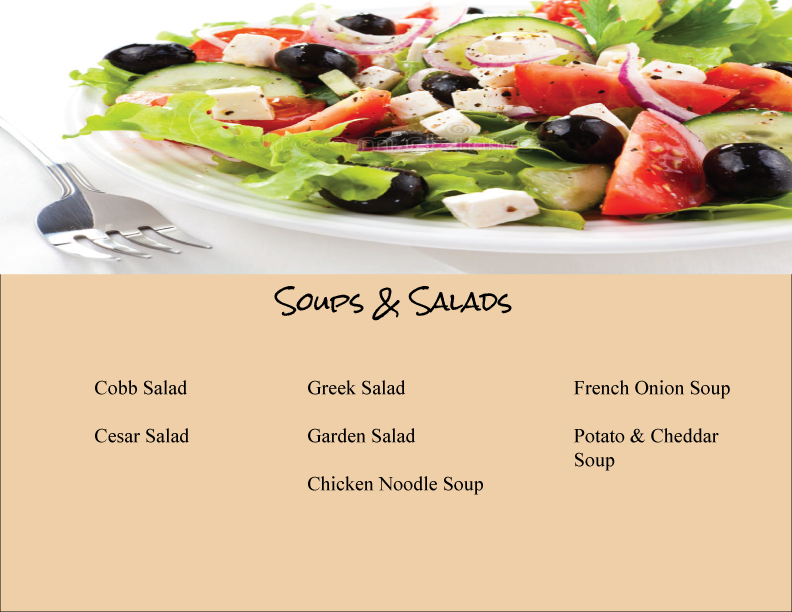 Soups & Salads
Cobb Salad
Cesar Salad
Greek Salad
Garden Salad
Chicken Noodle Soup
French Onion Soup
Potato & Cheddar
Soup